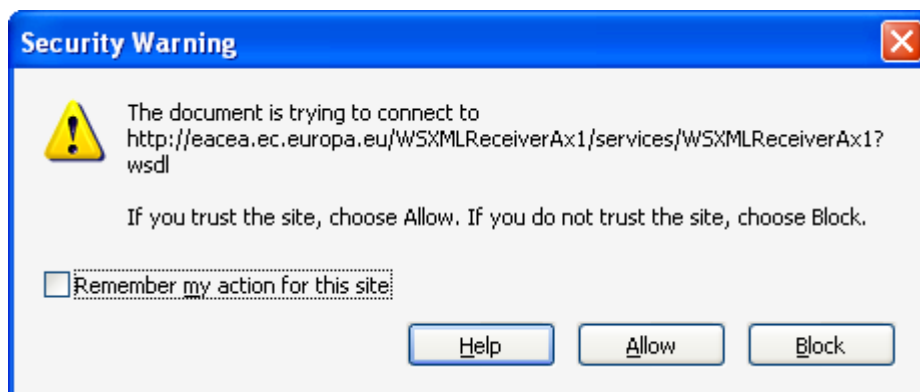 Security Warning
The document is trying to connect to
http://eacea.ec.europa.eu/WSXMLReceiverAx1/services/WSXMLReceiverAx1?
wsdl
If you trust the site, choose Allow. If you do not trust the site, choose Block.
Remember my action for this site
Help Allow Block